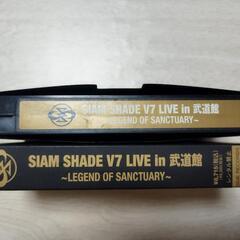 SIAM SHADE V7 LIVE in 武道館
~LEGEND OF SANCTUARY~
SIAM SHADE V7 LIVE in 武道館
~LEGEND OF SANCTUARY~